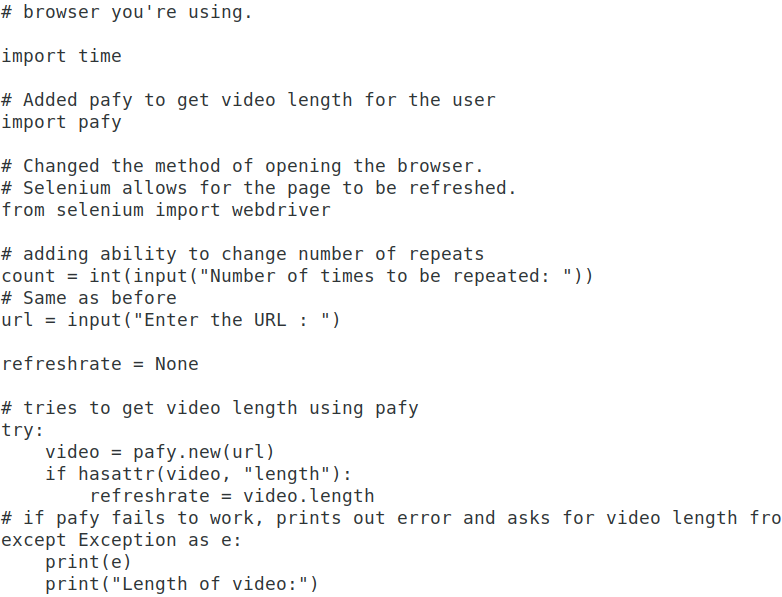 # browser you're using.
import time
# Added pafy to get video length for the user
import pafy
# Changed the method of opening the browser.
# Selenium allows for the page to be refreshed.
from selenium import webdriver
# adding ability to change number of repeats
count = int(input("Number of times to be repeated: "))
# Same as before
url = input("Enter the URL : ")
refreshrate = None
# tries to get video length using pafy
try:
    video = pafy.new(url)
    if hasattr(video, "length"):
        refreshrate = video.length
# if pafy fails to work, prints out error and asks for video length fro
except Exception as e:
    print(e)
    print("Length of video:")